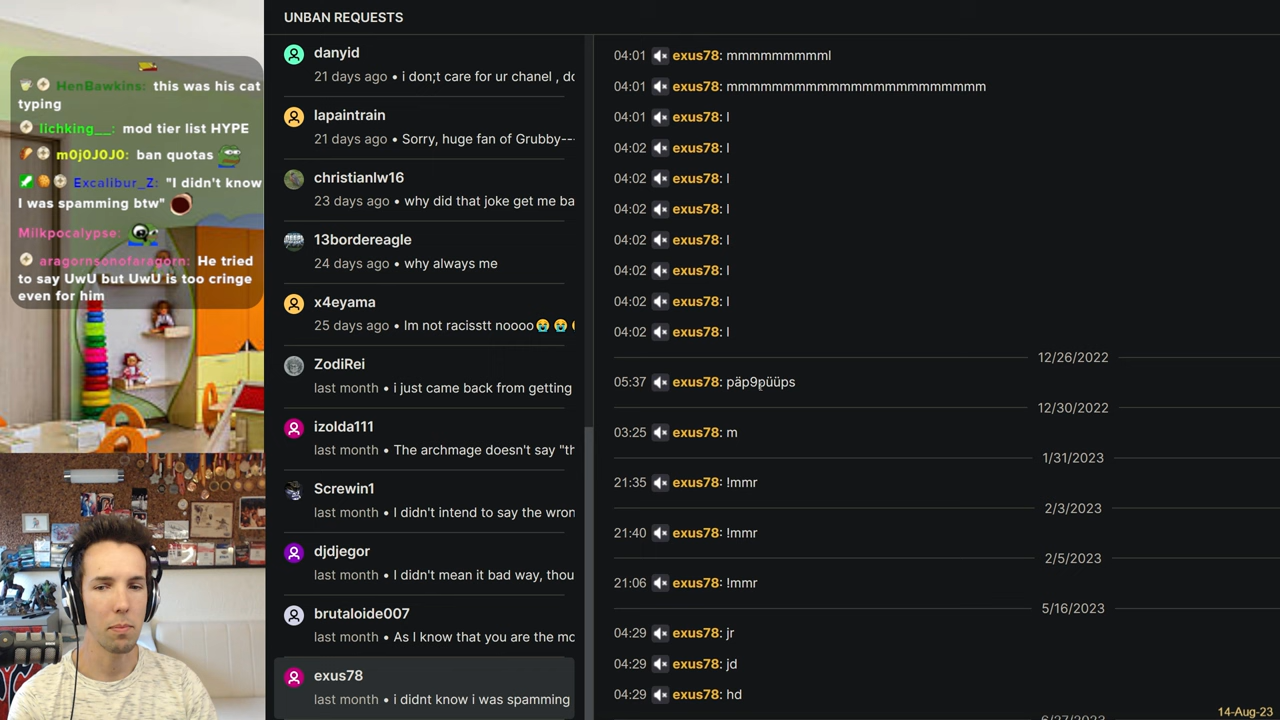 UNBAN REQUESTS
HenBawkins: this was his cat
typing
lichking__: mod tier list HYPE
m0j0J0J0: ban quotas
Excalibur_Z: "I didn't know
I was spamming btw"
Milkpocalypse:
aragornsonofaragorn: He tried
to say UwU but UwU is too cringe
even for him
danyid
21 days ago • i don;t care for ur chanel , do
lapaintrain
21 days ago • Sorry, huge fan of Grubby--
christianlw16
23 days ago • why did that joke get me ba
13bordereagle
24 days ago • why always me
x4eyama
25 days ago • Im not racisstt noooo😭😭
ZodiRei
last month • i just came back from getting
izolda111
last month • The archmage doesn't say "th
Screwin1
last month • I didn't intend to say the wron
djdjegor
last month • I didn't mean it bad way, thou
brutaloide007
last month • As I know that you are the mo
exus78
last month • i didnt know i was spamming
04:01 exus78: mmmmmmmmmml
04:01 exus78: mmmmmmmmmmmmmmmmmmmmmmmm
04:01 exus78: l
04:02 exus78: l
04:02 exus78: l
04:02 exus78: l
04:02 exus78: l
04:02 exus78: l
04:02 exus78: l
04:02 exus78: l
12/26/2022
05:37 exus78: päp9püüps
12/30/2022
03:25 exus78: m
1/31/2023
21:35 exus78: !mmr
2/3/2023
21:40 exus78: !mmr
2/5/2023
21:06 exus78: !mmr
5/16/2023
04:29 exus78: jr
04:29 exus78: jd
04:29 exus78: hd
14-Aug-23